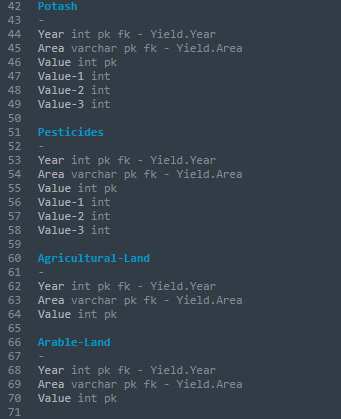 42 Potash
43 -
44 Year int pk fk - Yield.Year
45 Area varchar pk fk - Yield.Area
46 Value int pk
47 Value-1 int
48 Value-2 int
49 Value-3 int
50
51 Pesticides
52 -
53 Year int pk fk - Yield.Year
54 Area varchar pk fk - Yield.Area
55 Value int pk
56 Value-1 int
57 Value-2 int
58 Value-3 int
59
60 Agricultural-Land
61 -
62 Year int pk fk - Yield.Year
63 Area varchar pk fk - Yield.Area
64 Value int pk
65
66 Arable-Land
67 -
68 Year int pk fk - Yield.Year
69 Area varchar pk fk - Yield.Area
70 Value int pk
71